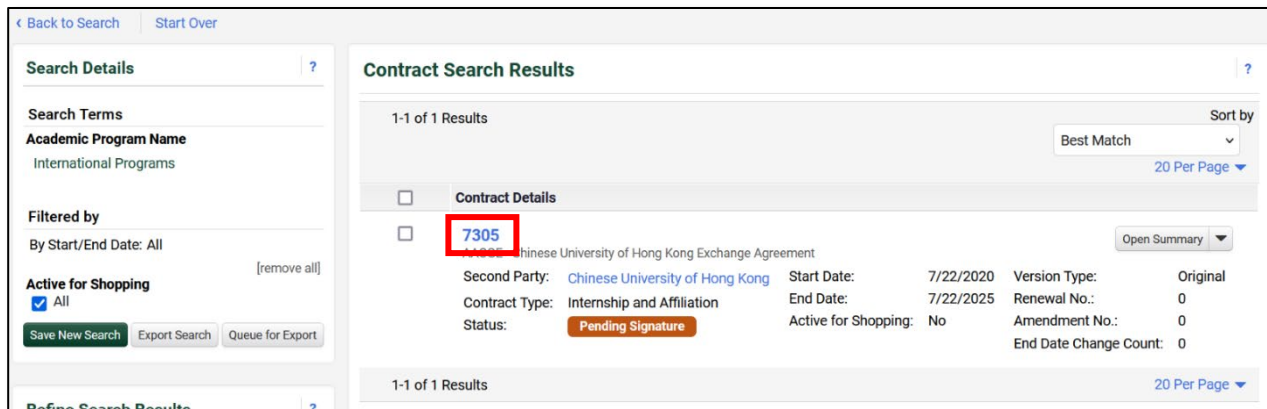 Back to Search Start Over
Search Details ?
Search Terms
Academic Program Name
International Programs
Filtered by
By Start/End Date: All
[remove all]
Active for Shopping
All
Save New Search Export Search Queue for Export
Refine Search Results ?
Contract Search Results ?
1-1 of 1 Results Sort by
Best Match
20 Per Page
Contract Details
7305
Chinese University of Hong Kong Exchange Agreement
Open Summary
Second Party: Chinese University of Hong Kong Start Date: 7/22/2020 Version Type: Original
Contract Type: Internship and Affiliation End Date: 7/22/2025 Renewal No.: 0
Status: Pending Signature Active for Shopping: No Amendment No.: 0
End Date Change Count: 0
1-1 of 1 Results 20 Per Page